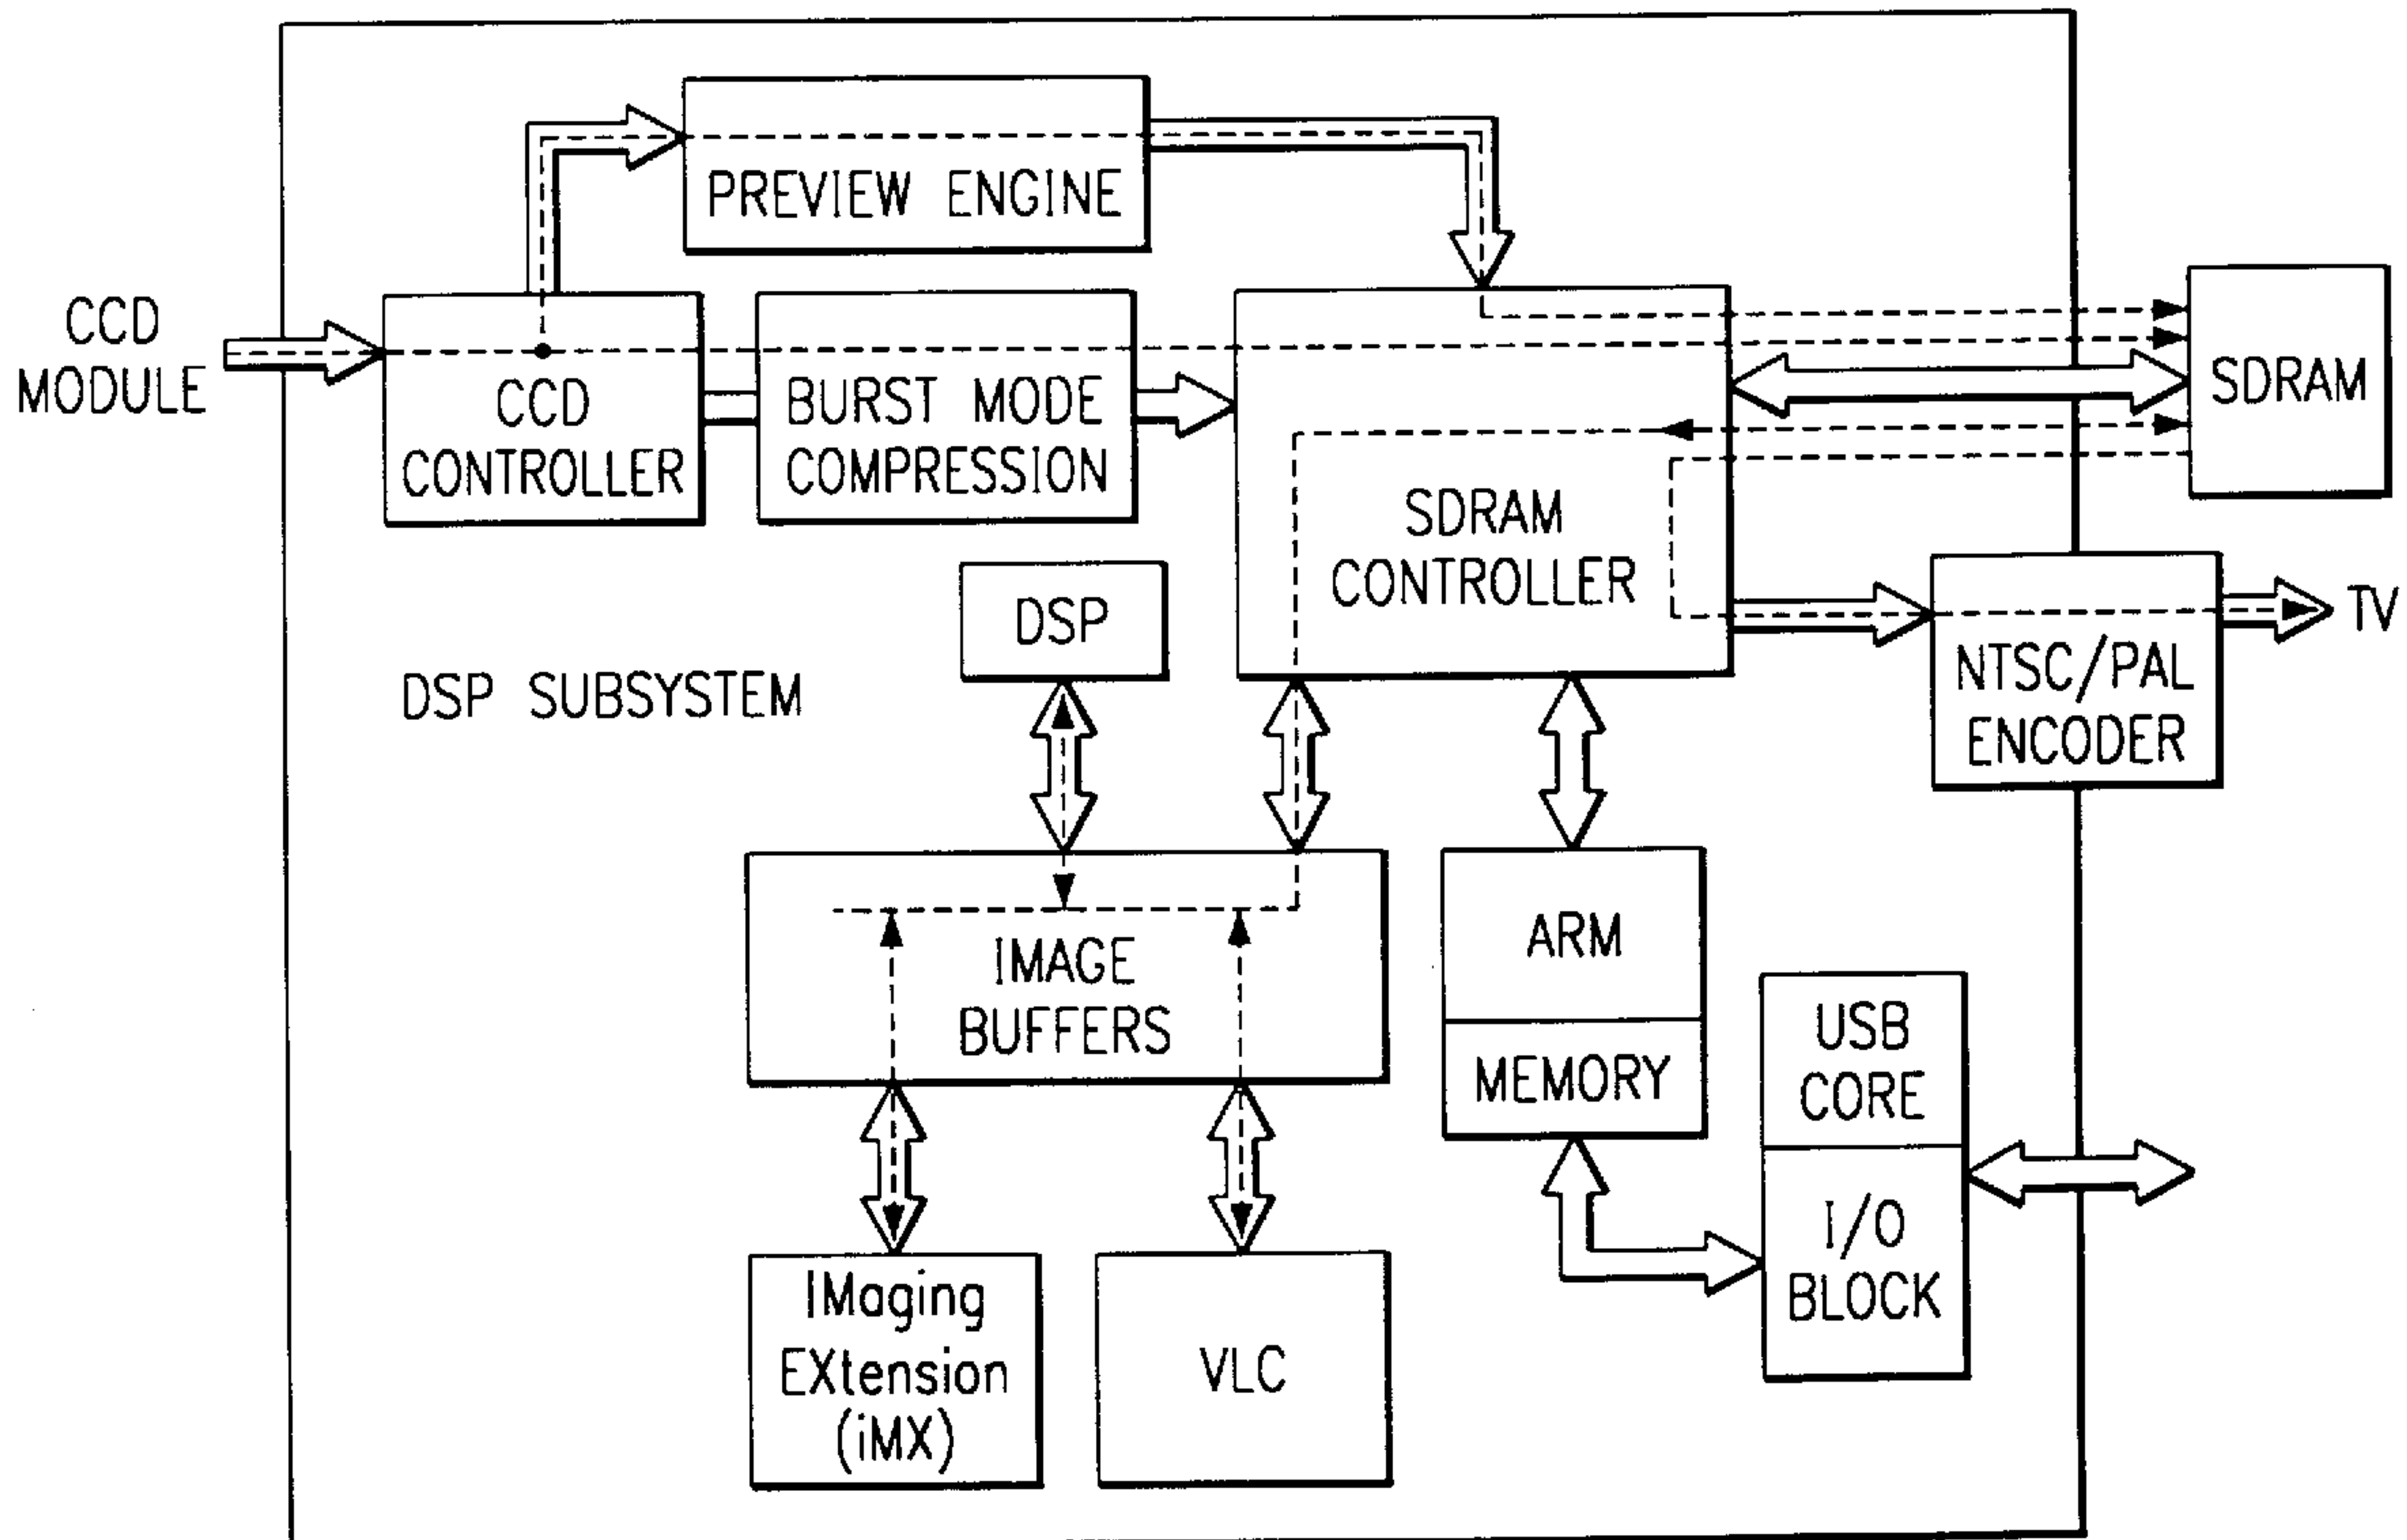 PREVIEW ENGINE
CCD
MODULE
CCD
CONTROLLER
BURST MODE
COMPRESSION
SDRAM
CONTROLLER
SDRAM
DSP
DSP SUBSYSTEM
NTSC/PAL
ENCODER
TV
IMAGE
BUFFERS
ARM
MEMORY
USB
CORE
I/O
BLOCK
IMaging
EXtension
(iMX)
VLC